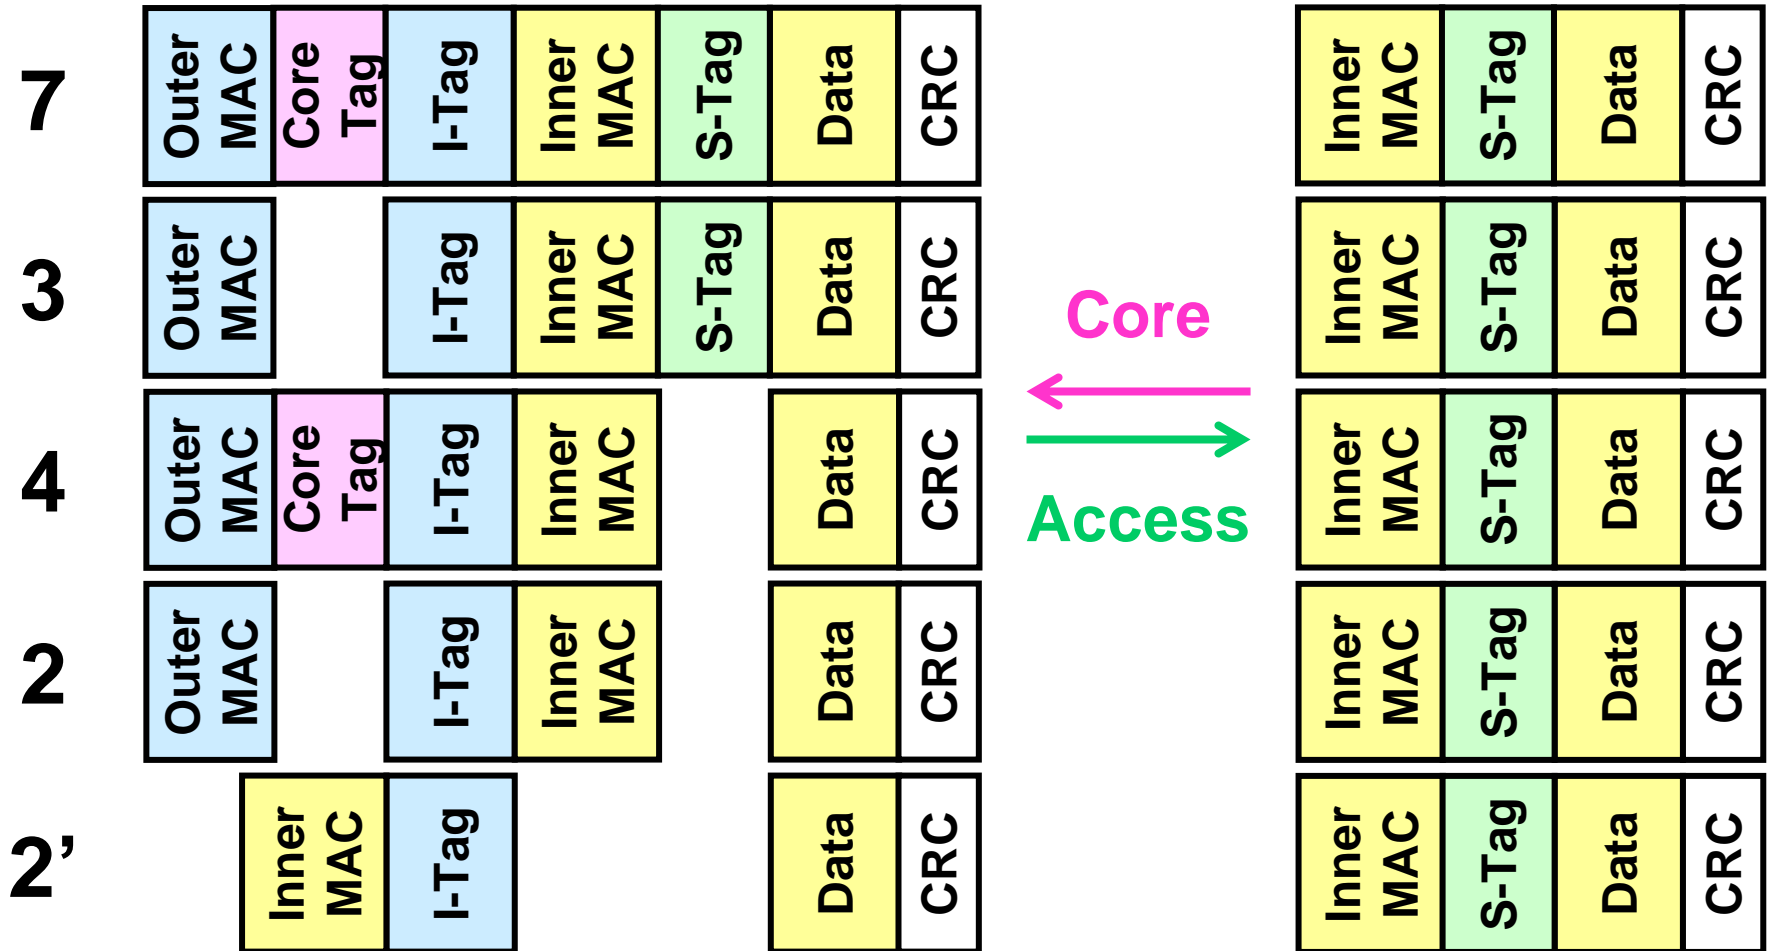 7
Outer MAC
Core Tag
I-Tag
Inner MAC
S-Tag
Data
CRC
Inner MAC
S-Tag
Data
CRC
3
Outer MAC
I-Tag
Inner MAC
S-Tag
Data
CRC
Core
Inner MAC
S-Tag
Data
CRC
4
Outer MAC
Core Tag
I-Tag
Inner MAC
Data
CRC
Access
Inner MAC
S-Tag
Data
CRC
2
Outer MAC
I-Tag
Inner MAC
Data
CRC
Inner MAC
S-Tag
Data
CRC
2’
Inner MAC
I-Tag
Data
CRC
Inner MAC
S-Tag
Data
CRC